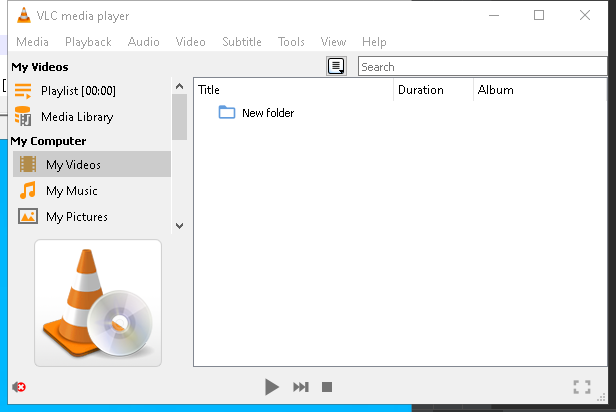 VLC media player
Media Playback Audio Video Subtitle Tools View Help
My Videos
Search
Playlist [00:00]
Media Library
My Computer
My Videos
My Music
My Pictures
Title Duration Album
New folder